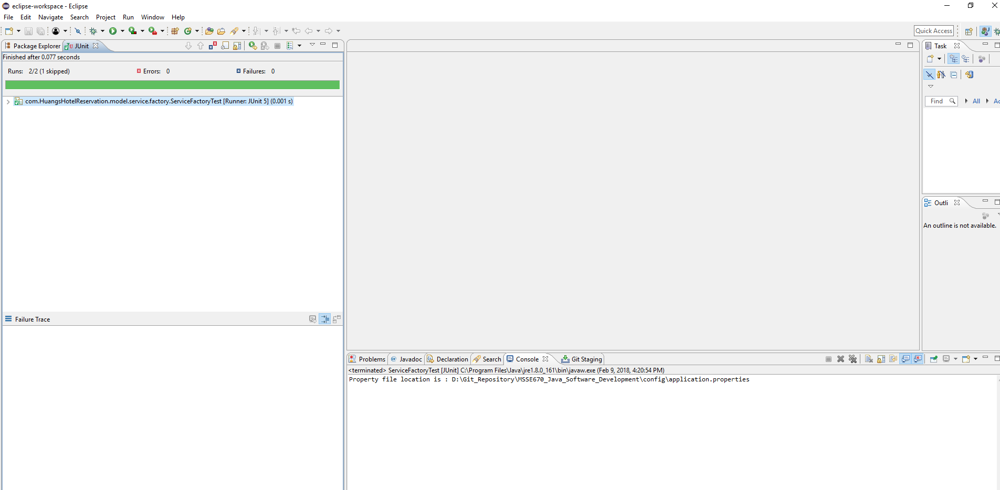 eclipse-workspace - Eclipse
File Edit Navigate Search Project Run Window Help
Quick Access
Package Explorer JUnit
Finished after 0.077 seconds
Runs: 2/2 (1 skipped) Errors: 0 Failures: 0
com.HuangsHotelReservation.model.service.factory.ServiceFactoryTest [Runner: JUnit 5] (0.001 s)
Failure Trace
Task
Find All Ac
Outli
An outline is not available.
Problems Javadoc Declaration Search Console Git Staging
<terminated> ServiceFactoryTest [JUnit] C:\Program Files\Java\jre1.8.0_161\bin\javaw.exe (Feb 9, 2018, 4:20:54 PM)
Property file location is : D:\Git_Repository\MSSE670_Java_Software_Development\config\application.properties